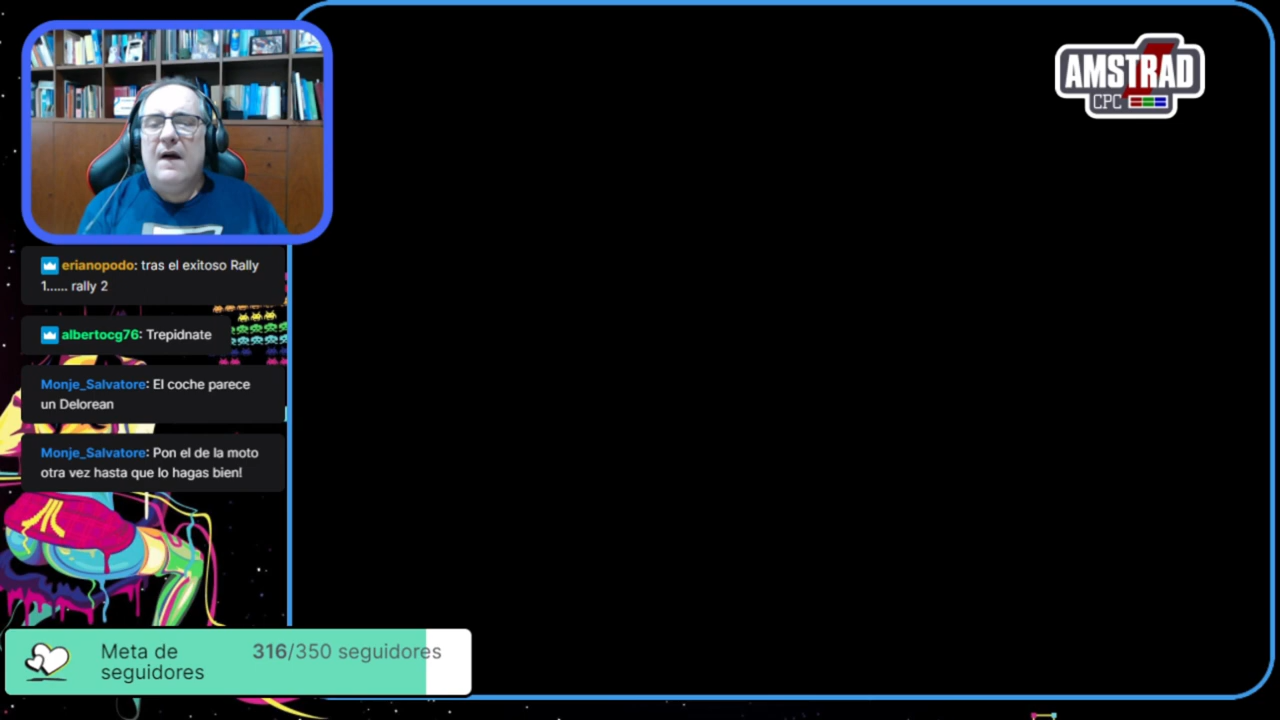 AMSTRAD
CPC
erianopodo: tras el exitoso Rally
1...... rally 2
albertocg76: Trepidnate
Monje_Salvatore: El coche parece
un Delorean
Monje_Salvatore: Pon el de la moto
otra vez hasta que lo hagas bien!
Meta de
seguidores
316/350 seguidores